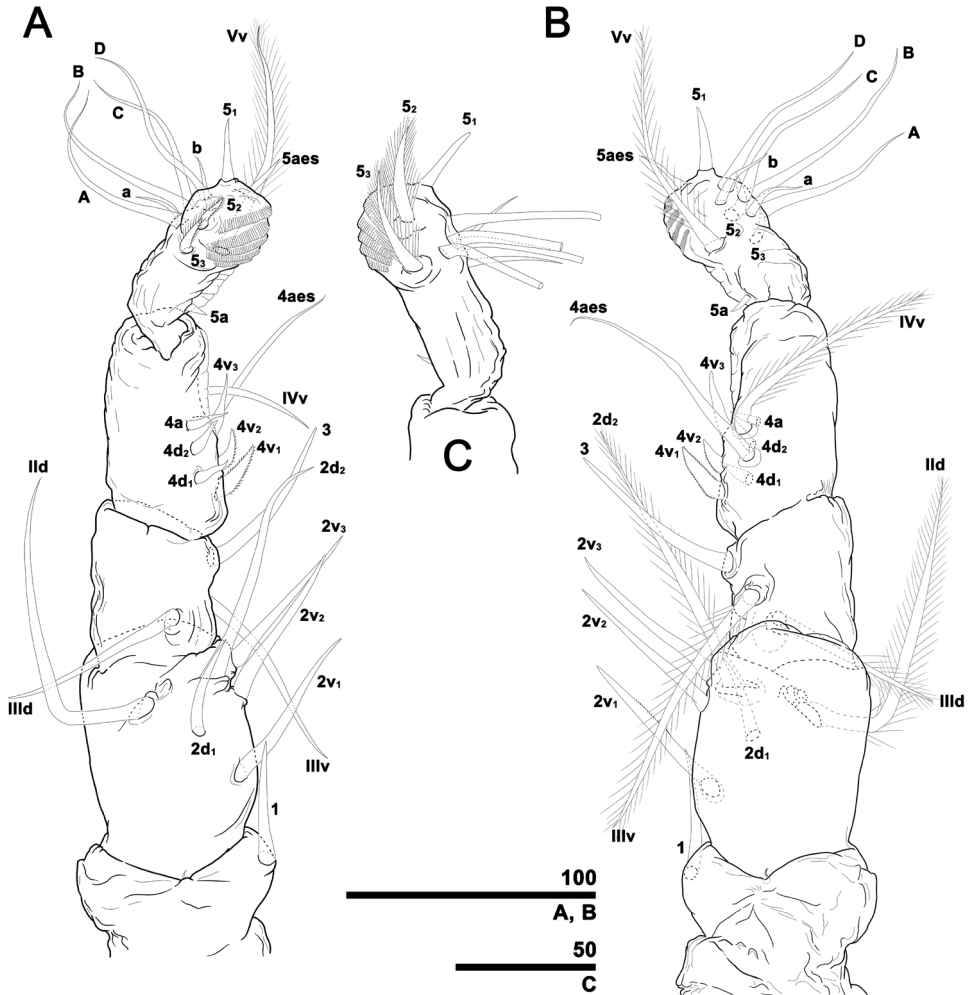 A
B
Vv
D
B
C
5₁
b
5aes
A
a
5₂
5₃
5a
4aes
4v₃
IVv
4a
4v₂
3
4d₂
4v₁
4d₁
2d₂
IId
2v₃
2v₂
2v₁
IIId
2d₁
IIIv
1
5₂
5₁
5₃
C
Vv
D
B
C
5₁
A
5aes
b
a
5₂
5₃
5a
4aes
IVv
4v₃
2d₂
4a
4v₂
4d₂
3
4v₁
4d₁
IId
2v₃
2v₂
2v₁
IIId
2d₁
IIIv
1
100
A, B
50
C